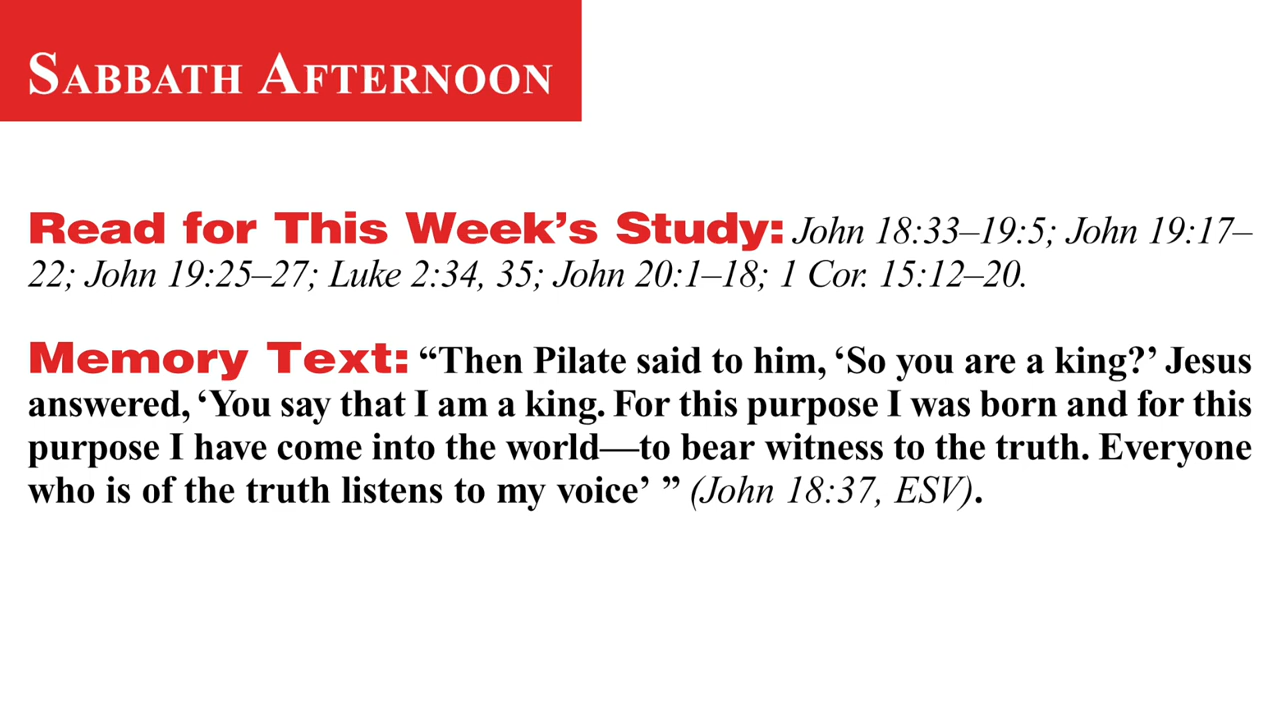 SABBATH AFTERNOON
Read for This Week’s Study: John 18:33–19:5; John 19:17–
22; John 19:25–27; Luke 2:34, 35; John 20:1–18; 1 Cor. 15:12–20.
Memory Text: “Then Pilate said to him, ‘So you are a king?’ Jesus
answered, ‘You say that I am a king. For this purpose I was born and for this
purpose I have come into the world—to bear witness to the truth. Everyone
who is of the truth listens to my voice’ ” (John 18:37, ESV).